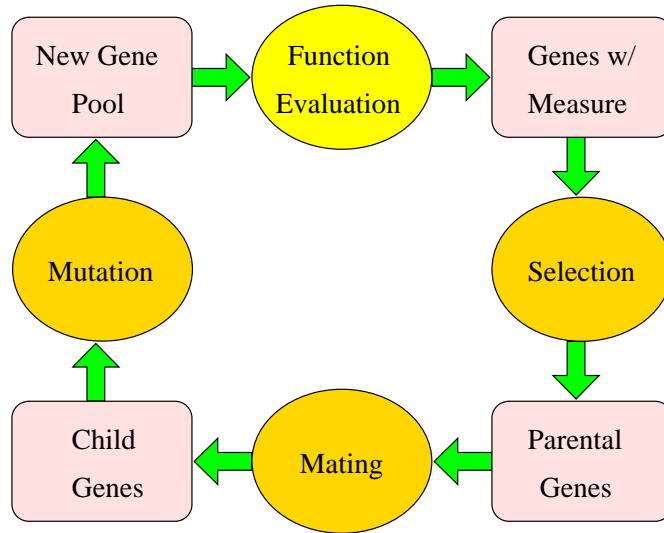 New Gene
Pool
Function
Evaluation
Genes w/
Measure
Mutation
Selection
Child
Genes
Mating
Parental
Genes